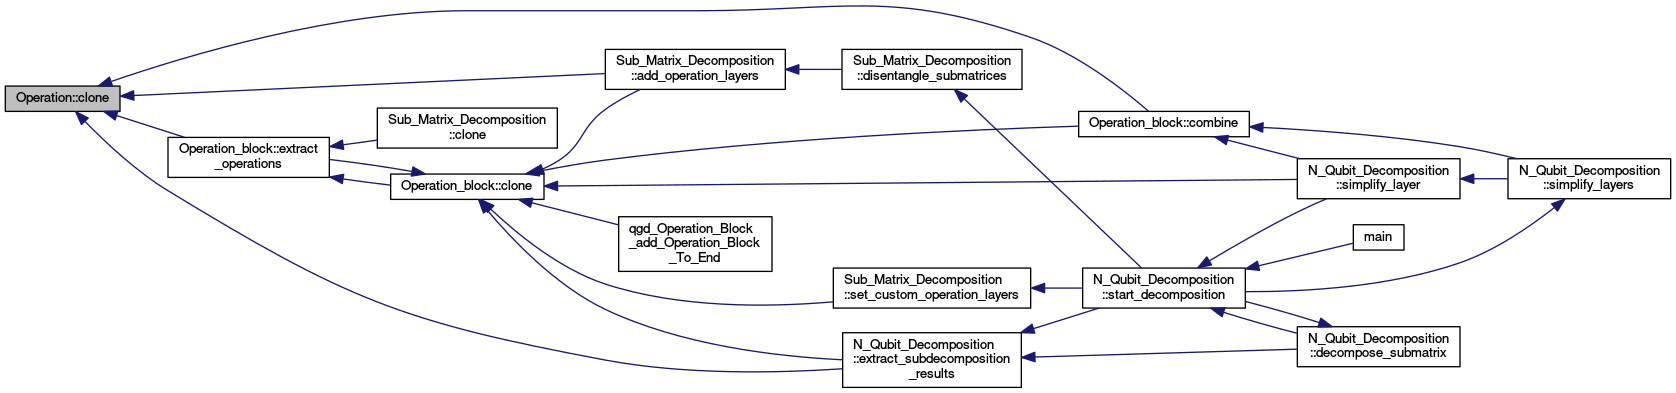 Operation::clone
Operation_block::extract
_operations
Sub_Matrix_Decomposition
::clone
Operation_block::clone
Sub_Matrix_Decomposition
::add_operation_layers
qgd_Operation_Block
_add_Operation_Block
_To_End
Sub_Matrix_Decomposition
::disentangle_submatrices
Sub_Matrix_Decomposition
::set_custom_operation_layers
N_Qubit_Decomposition
::extract_subdecomposition
_results
Operation_block::combine
N_Qubit_Decomposition
::start_decomposition
N_Qubit_Decomposition
::simplify_layer
main
N_Qubit_Decomposition
::decompose_submatrix
N_Qubit_Decomposition
::simplify_layers